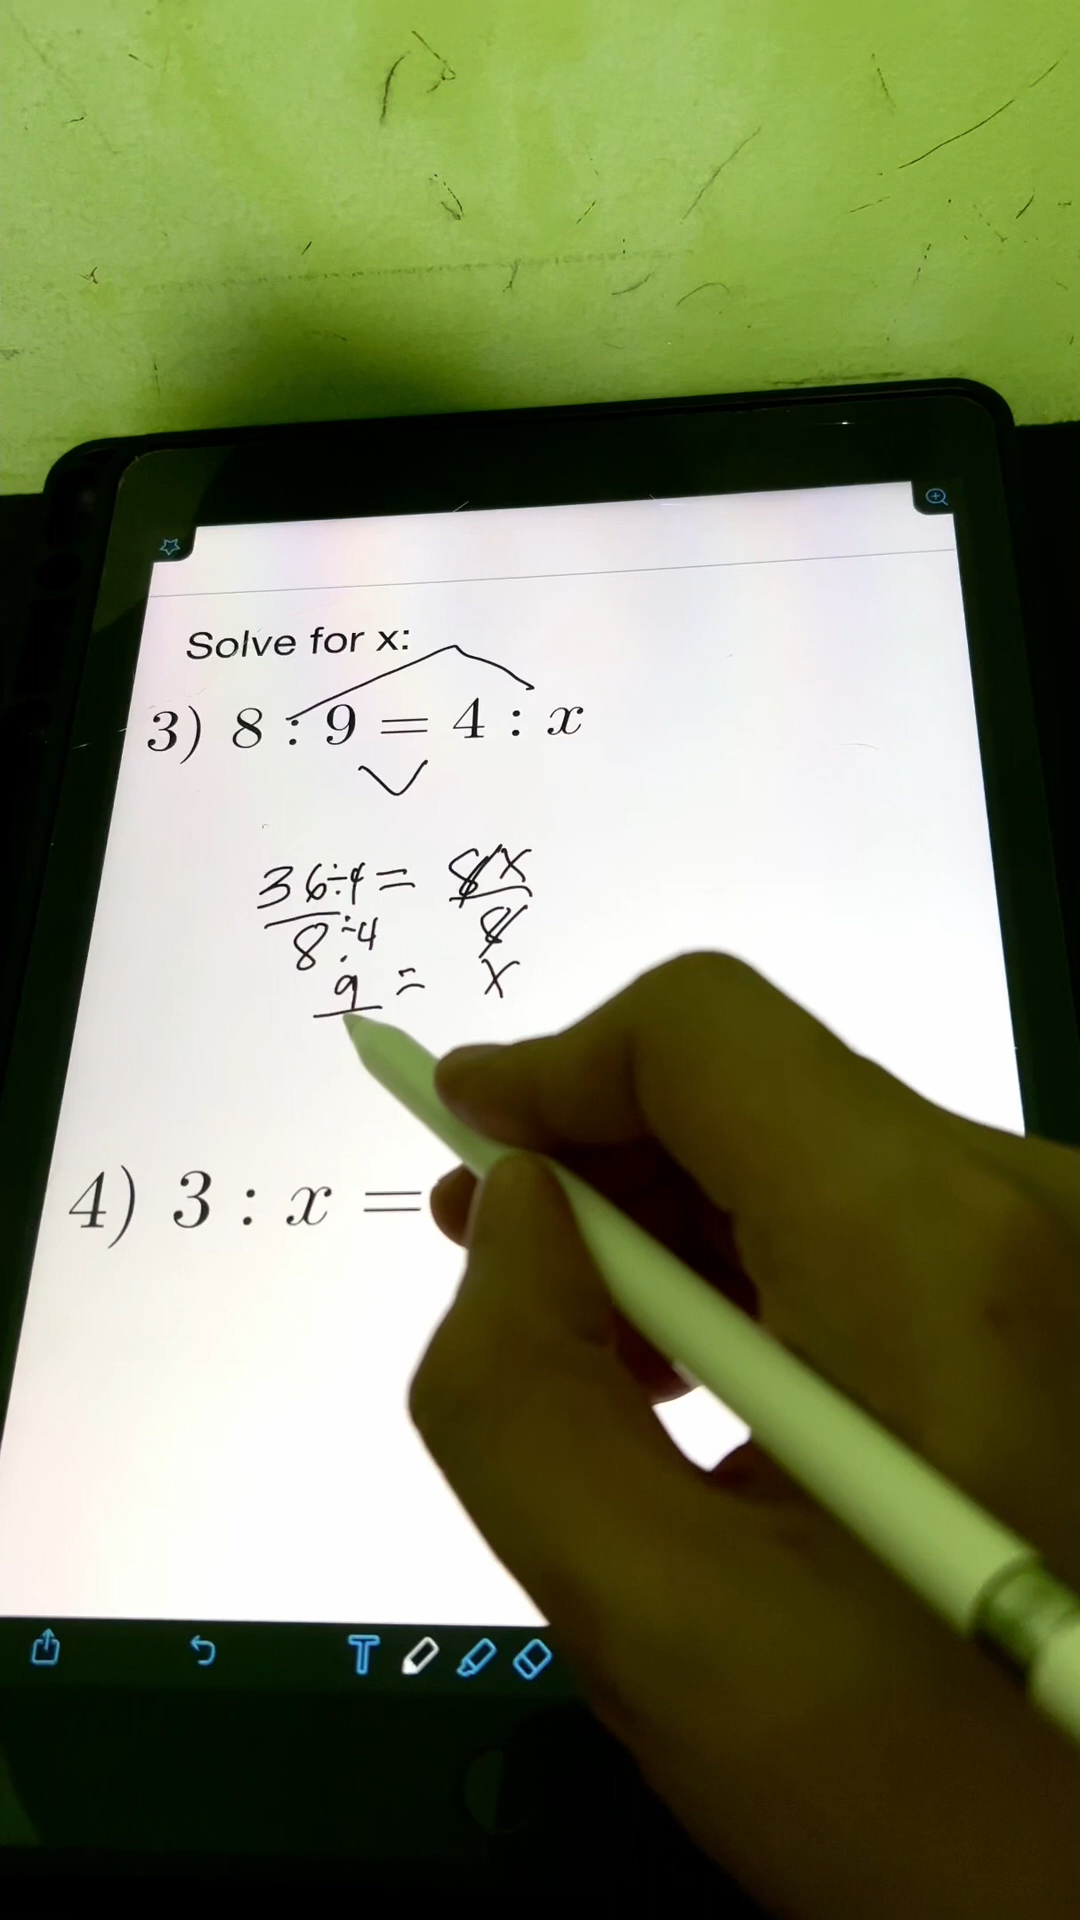 Solve for x:
3) 8 : 9 = 4 : x
36÷4 = 8x
8÷4 8
9 = x
4) 3 : x =
T